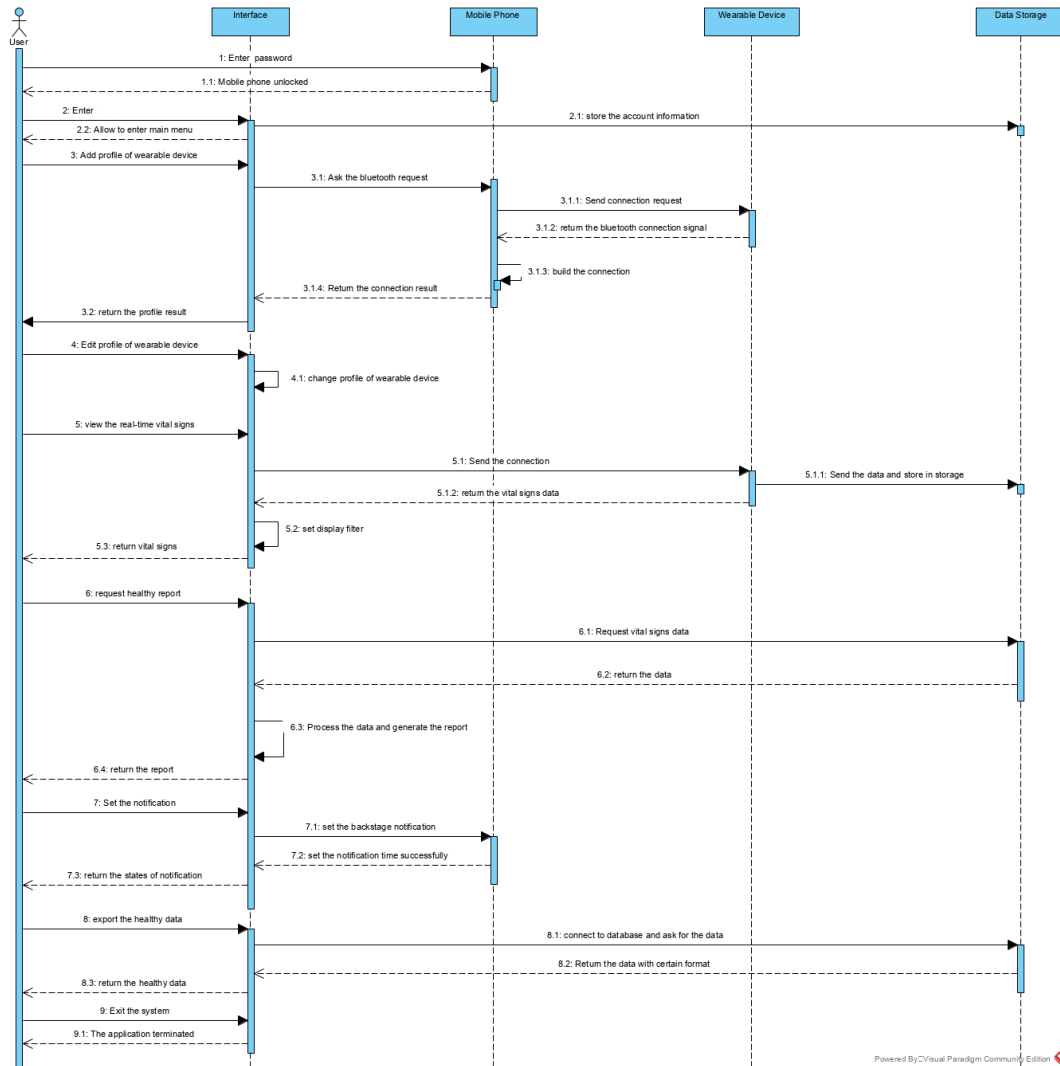 Interface
Mobile Phone
Wearable Device
Data Storage
User
1: Enter password
1.1: Mobile phone unlocked
2: Enter
2.1: store the account information
2.2: Allow to enter main menu
3: Add profile of wearable device
3.1: Ask the bluetooth request
3.1.1: Send connection request
3.1.2: return the bluetooth connection signal
3.1.3: build the connection
3.1.4: Return the connection result
3.2: return the profile result
4: Edit profile of wearable device
4.1: change profile of wearable device
5: view the real-time vital signs
5.1: Send the connection
5.1.1: Send the data and store in storage
5.1.2: return the vital signs data
5.2: set display filter
5.3: return vital signs
6: request healthy report
6.1: Request vital signs data
6.2: return the data
6.3: Process the data and generate the report
6.4: return the report
7: Set the notification
7.1: set the backstage notification
7.2: set the notification time successfully
7.3: return the states of notification
8: export the healthy data
8.1: connect to database and ask for the data
8.2: Return the data with certain format
8.3: return the healthy data
9: Exit the system
9.1: The application terminated
Powered By Visual Paradigm Community Edition